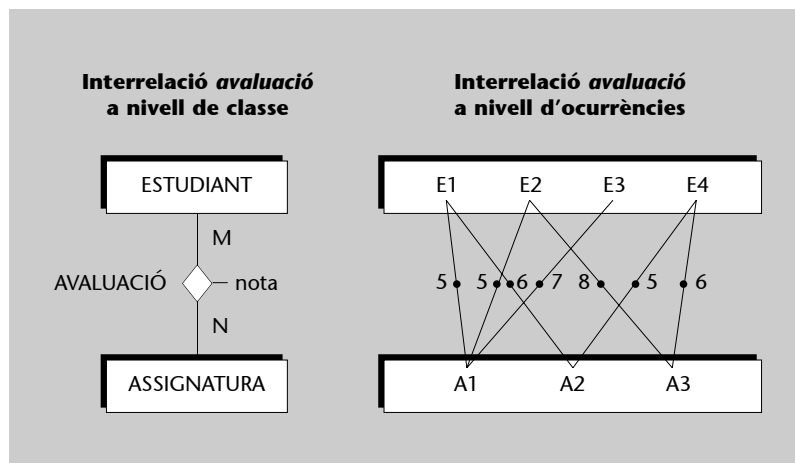 Interrelació avaluació
a nivell de classe
Interrelació avaluació
a nivell d’ocurrències
ESTUDIANT
M
AVALUACIÓ
nota
N
ASSIGNATURA
E1 E2 E3 E4
5 5 6 7 8 5 6
A1 A2 A3